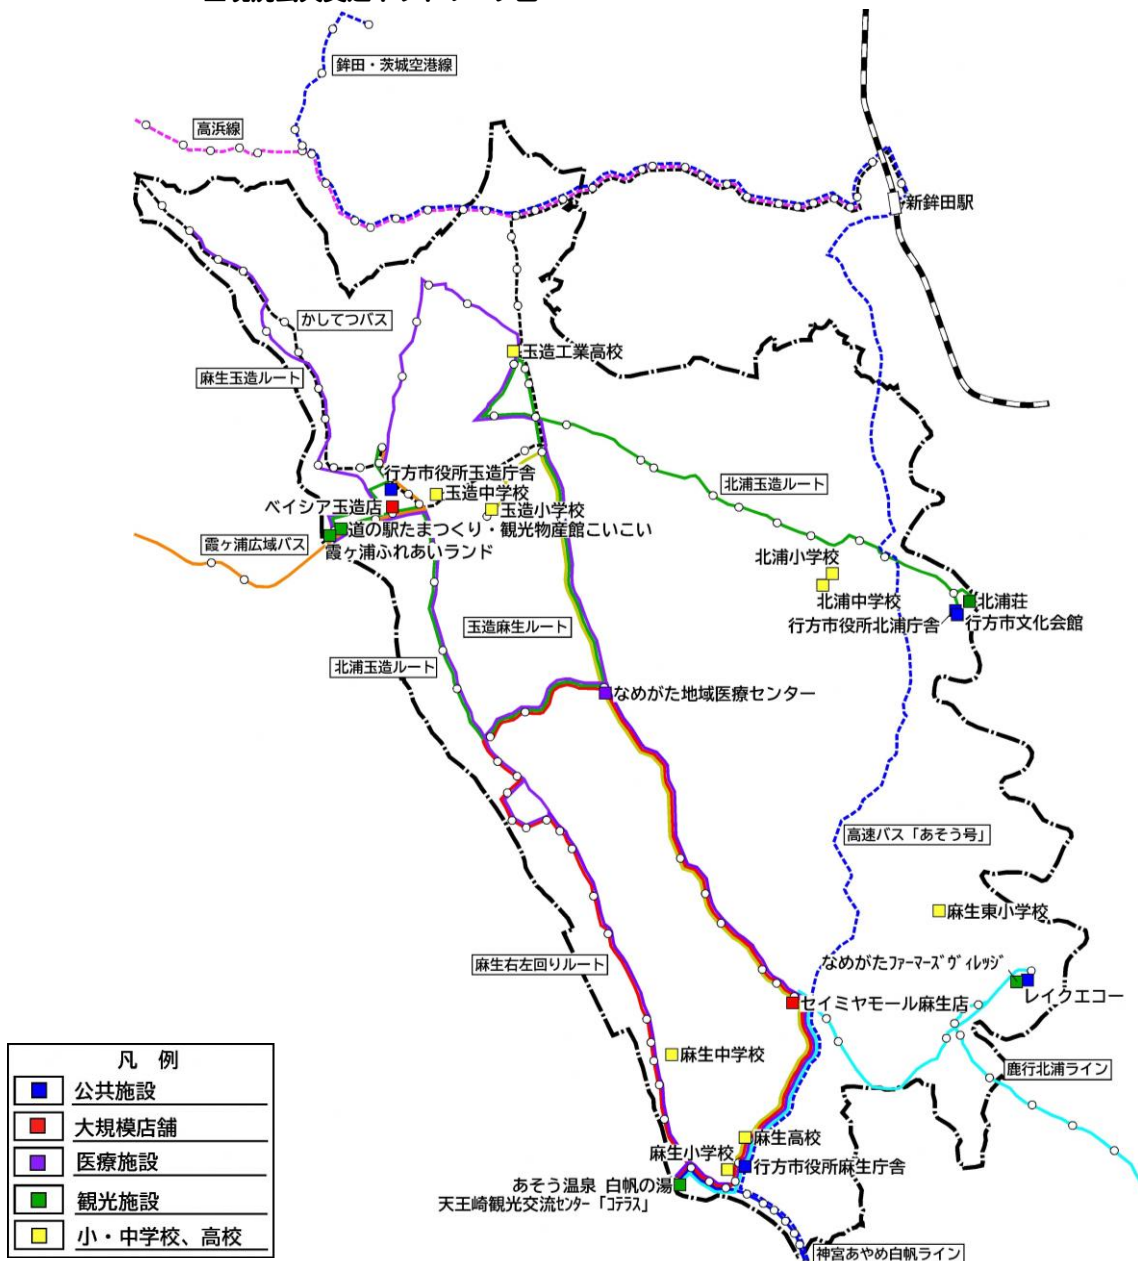 鉾田・茨城空港線
高浜線
新鉾田駅
かしてつバス
玉造工業高校
麻生玉造ルート
行方市役所玉造庁舎
玉造中学校
北浦玉造ルート
ベイシア玉造店
玉造小学校
道の駅たまつくり・観光物産館こいこい
霞ヶ浦広域バス
霞ヶ浦ふれあいランド
北浦小学校
北浦中学校
北浦荘
行方市役所北浦庁舎
行方市文化会館
玉造麻生ルート
北浦玉造ルート
なめがた地域医療センター
高速バス「あそう号」
麻生東小学校
麻生右左回りルート
なめがたファーマーズヴィレッジ
レイクエコー
セイミヤモール麻生店
麻生中学校
鹿行北浦ライン
麻生高校
麻生小学校
行方市役所麻生庁舎
あそう温泉 白帆の湯
天王崎観光交流センター「コテラス」
神宮あやめ白帆ライン
凡 例
公共施設
大規模店舗
医療施設
観光施設
小・中学校、高校